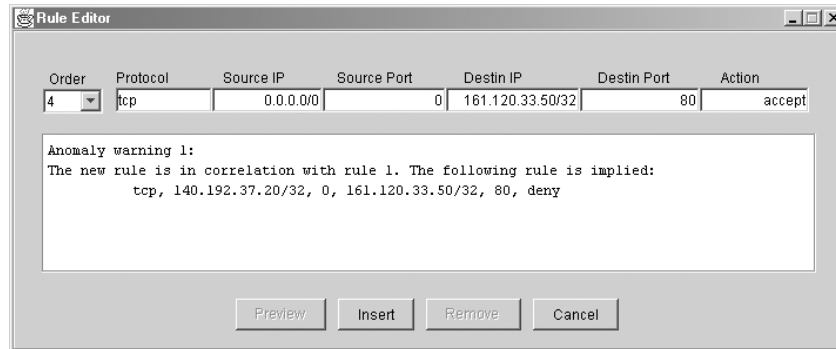 Rule Editor
Order Protocol Source IP Source Port Destin IP Destin Port Action
4 tcp 0.0.0.0/0 0 161.120.33.50/32 80 accept
Anomaly warning 1:
The new rule is in correlation with rule 1. The following rule is implied:
tcp, 140.192.37.20/32, 0, 161.120.33.50/32, 80, deny
Preview Insert Remove Cancel